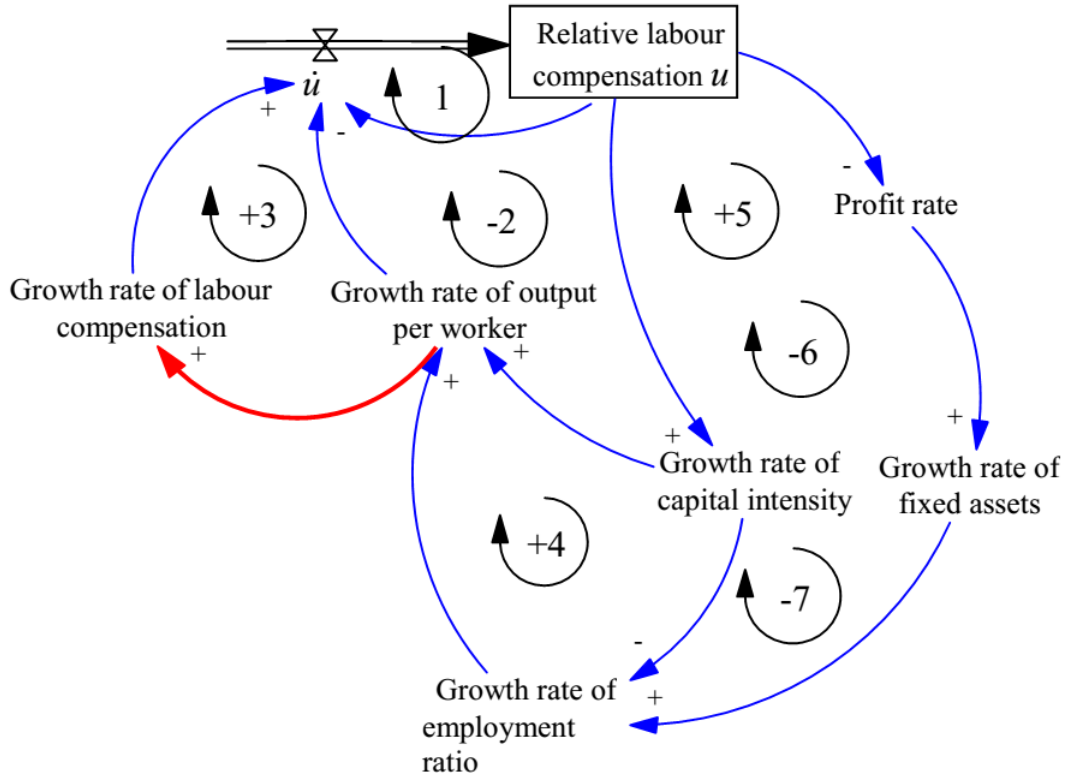 Relative labour
compensation u
u̇
1
+
-
+3
-2
+5
-
Profit rate
Growth rate of labour
compensation
Growth rate of output
per worker
+
+
+
-6
+
+
Growth rate of
capital intensity
Growth rate of
fixed assets
+4
-7
-
+
Growth rate of
employment
ratio